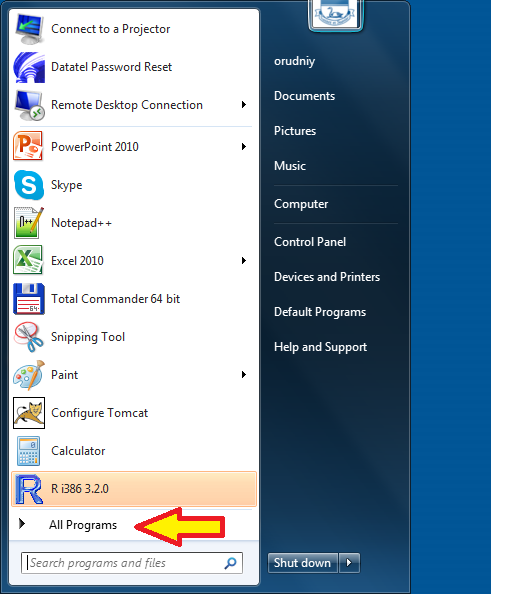 Connect to a Projector
Datatel Password Reset
Remote Desktop Connection
PowerPoint 2010
Skype
Notepad++
Excel 2010
Total Commander 64 bit
Snipping Tool
Paint
Configure Tomcat
Calculator
R i386 3.2.0
All Programs
Search programs and files
orudniy
Documents
Pictures
Music
Computer
Control Panel
Devices and Printers
Default Programs
Help and Support
Shut down